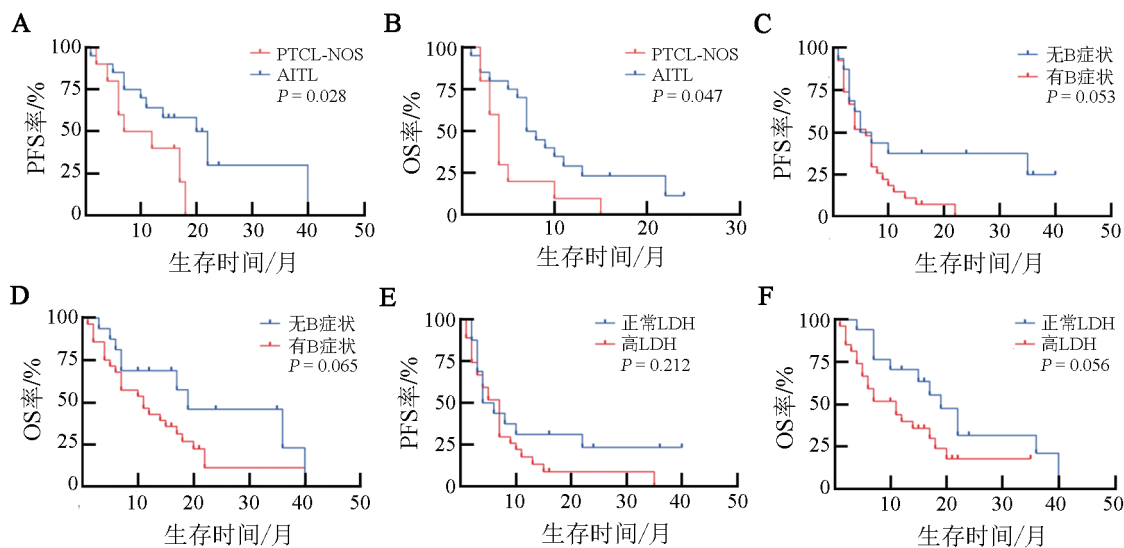 A
PTCL-NOS
AITL
P = 0.028
PFS率/%
100
75
50
25
0
10
20
30
40
50
生存时间/月
B
PTCL-NOS
AITL
P = 0.047
OS率/%
100
75
50
25
0
10
20
30
生存时间/月
C
无B症状
有B症状
P = 0.053
PFS率/%
100
75
50
25
0
10
20
30
40
50
生存时间/月
D
无B症状
有B症状
P = 0.065
OS率/%
100
75
50
25
0
10
20
30
40
50
生存时间/月
E
正常LDH
高LDH
P = 0.212
PFS率/%
100
75
50
25
0
10
20
30
40
50
生存时间/月
F
正常LDH
高LDH
P = 0.056
OS率/%
100
75
50
25
0
10
20
30
40
50
生存时间/月